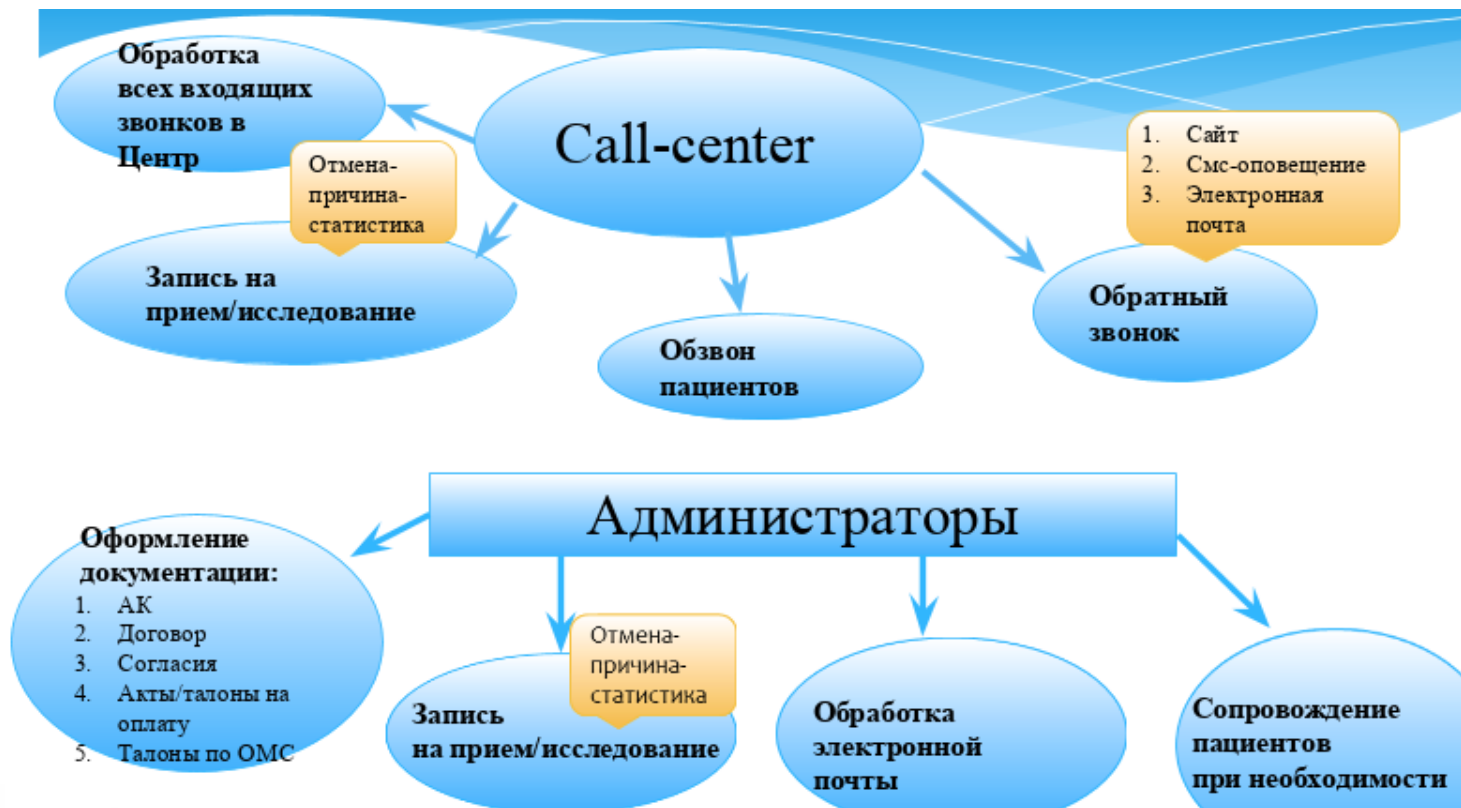 Обработка
всех входящих
звонков в
Центр
Call-center
1. Сайт
2. Смс-оповещение
3. Электронная
почта
Отмена-
причина-
статистика
Запись на
прием/исследование
Обратный
звонок
Обзвон
пациентов
Администраторы
Оформление
документации:
1. АК
2. Договор
3. Согласия
4. Акты/талоны на
оплату
5. Талоны по ОМС
Отмена-
причина-
статистика
Запись
на прием/исследование
Обработка
электронной
почты
Сопровождение
пациентов
при необходимости